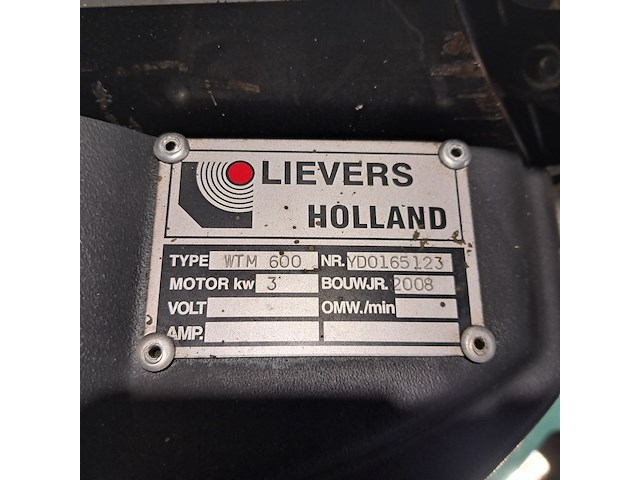 LIEVERS
HOLLAND
TYPE WTM 600 NR. YD0165123
MOTOR kw 3 BOUWJR. 2008
VOLT OMW./min
AMP.